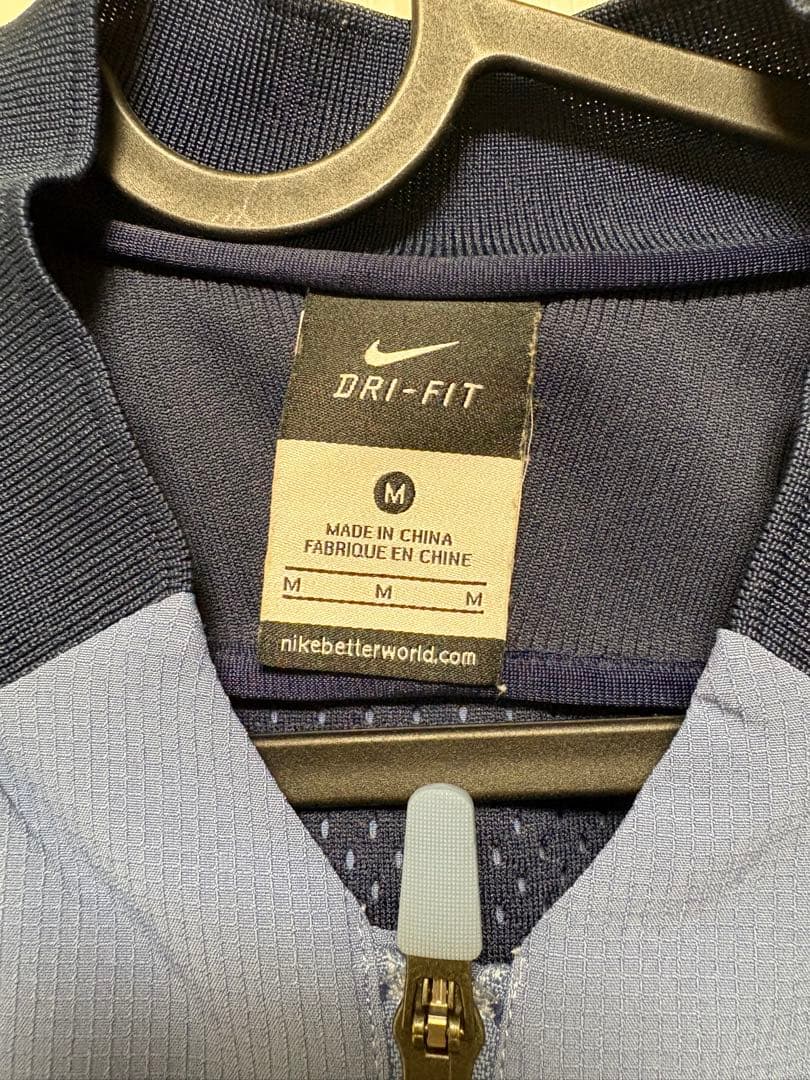 DRI-FIT
M
MADE IN CHINA
FABRIQUE EN CHINE
M M M
nikebetterworld.com